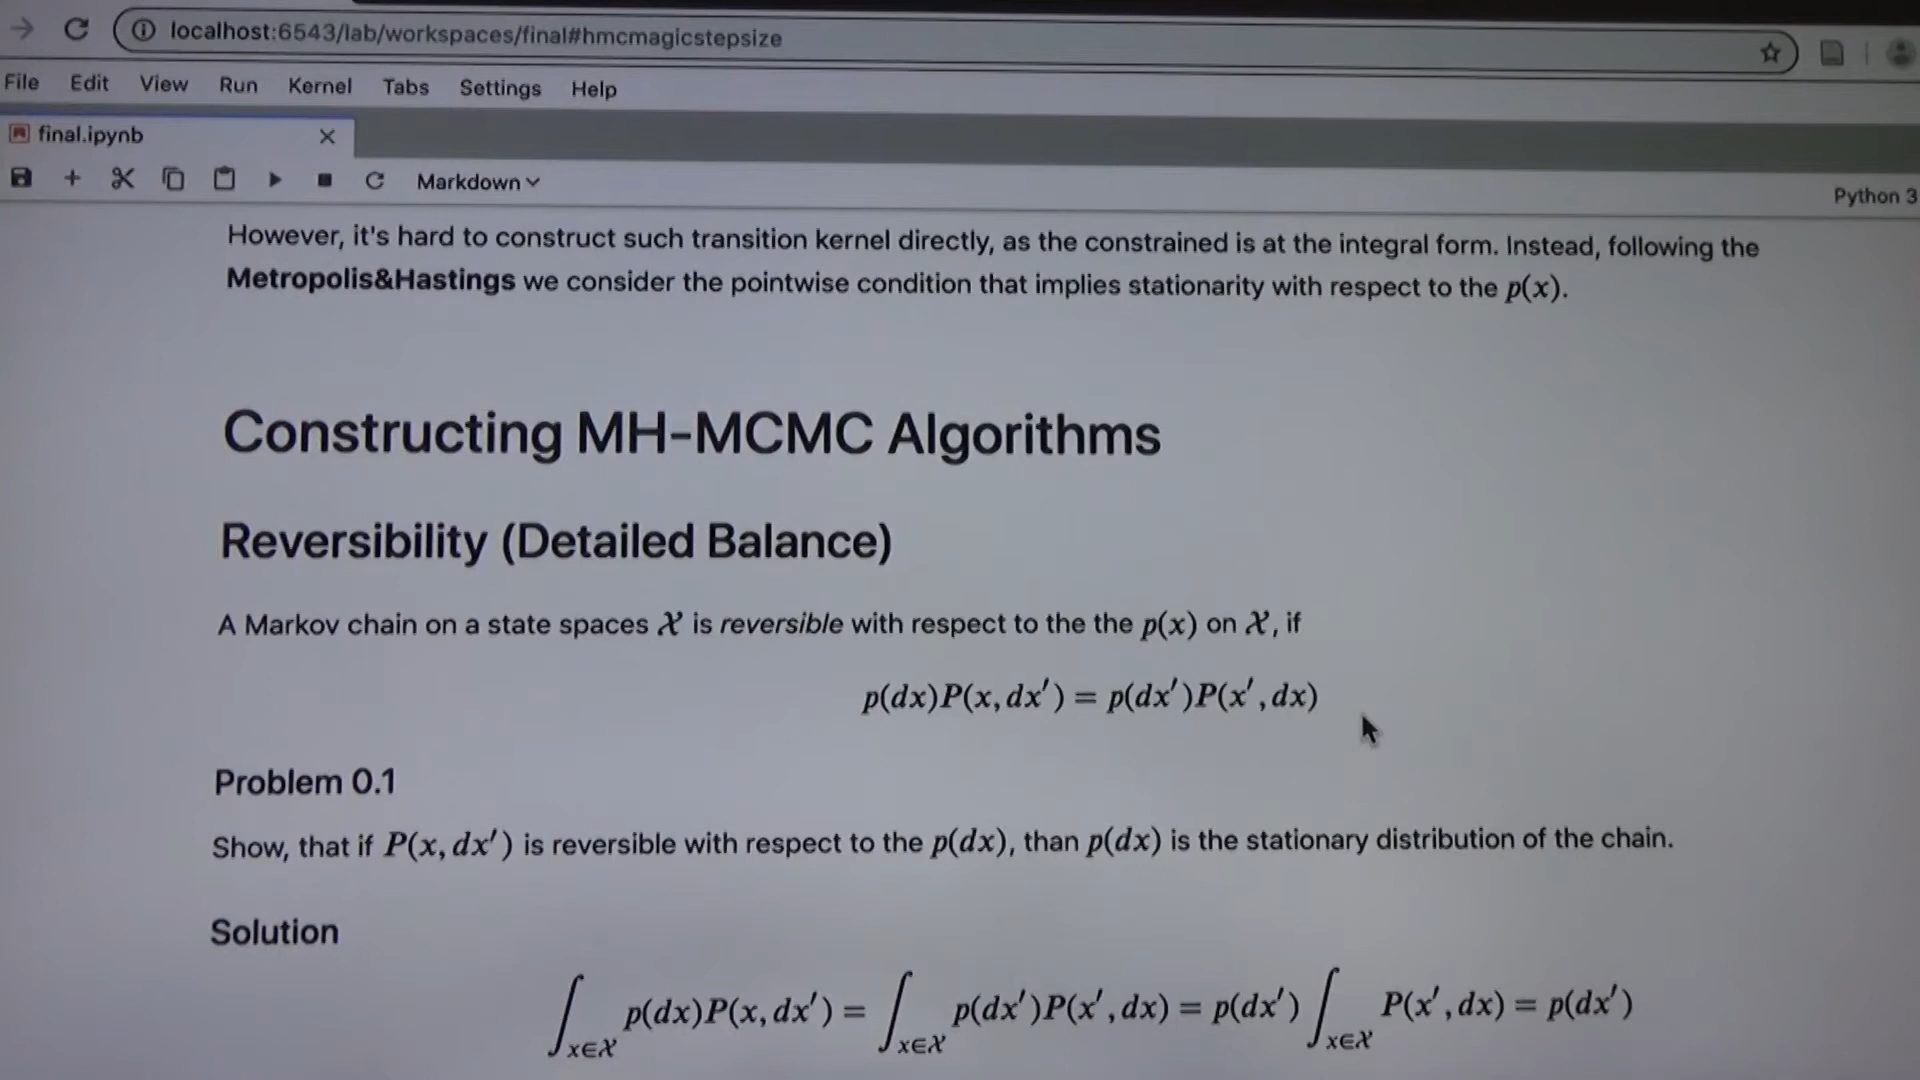 localhost:6543/lab/workspaces/final#hmcmagicstepsize
File Edit View Run Kernel Tabs Settings Help
final.ipynb
Markdown
Python 3
However, it's hard to construct such transition kernel directly, as the constrained is at the integral form. Instead, following the
Metropolis&Hastings we consider the pointwise condition that implies stationarity with respect to the p(x).
Constructing MH-MCMC Algorithms
Reversibility (Detailed Balance)
A Markov chain on a state spaces 𝒳 is reversible with respect to the the p(x) on 𝒳, if
p(dx)P(x, dx′) = p(dx′)P(x′, dx)
Problem 0.1
Show, that if P(x, dx′) is reversible with respect to the p(dx), than p(dx) is the stationary distribution of the chain.
Solution
∫_{x∈𝒳} p(dx)P(x, dx′) = ∫_{x∈𝒳} p(dx′)P(x′, dx) = p(dx′) ∫_{x∈𝒳} P(x′, dx) = p(dx′)